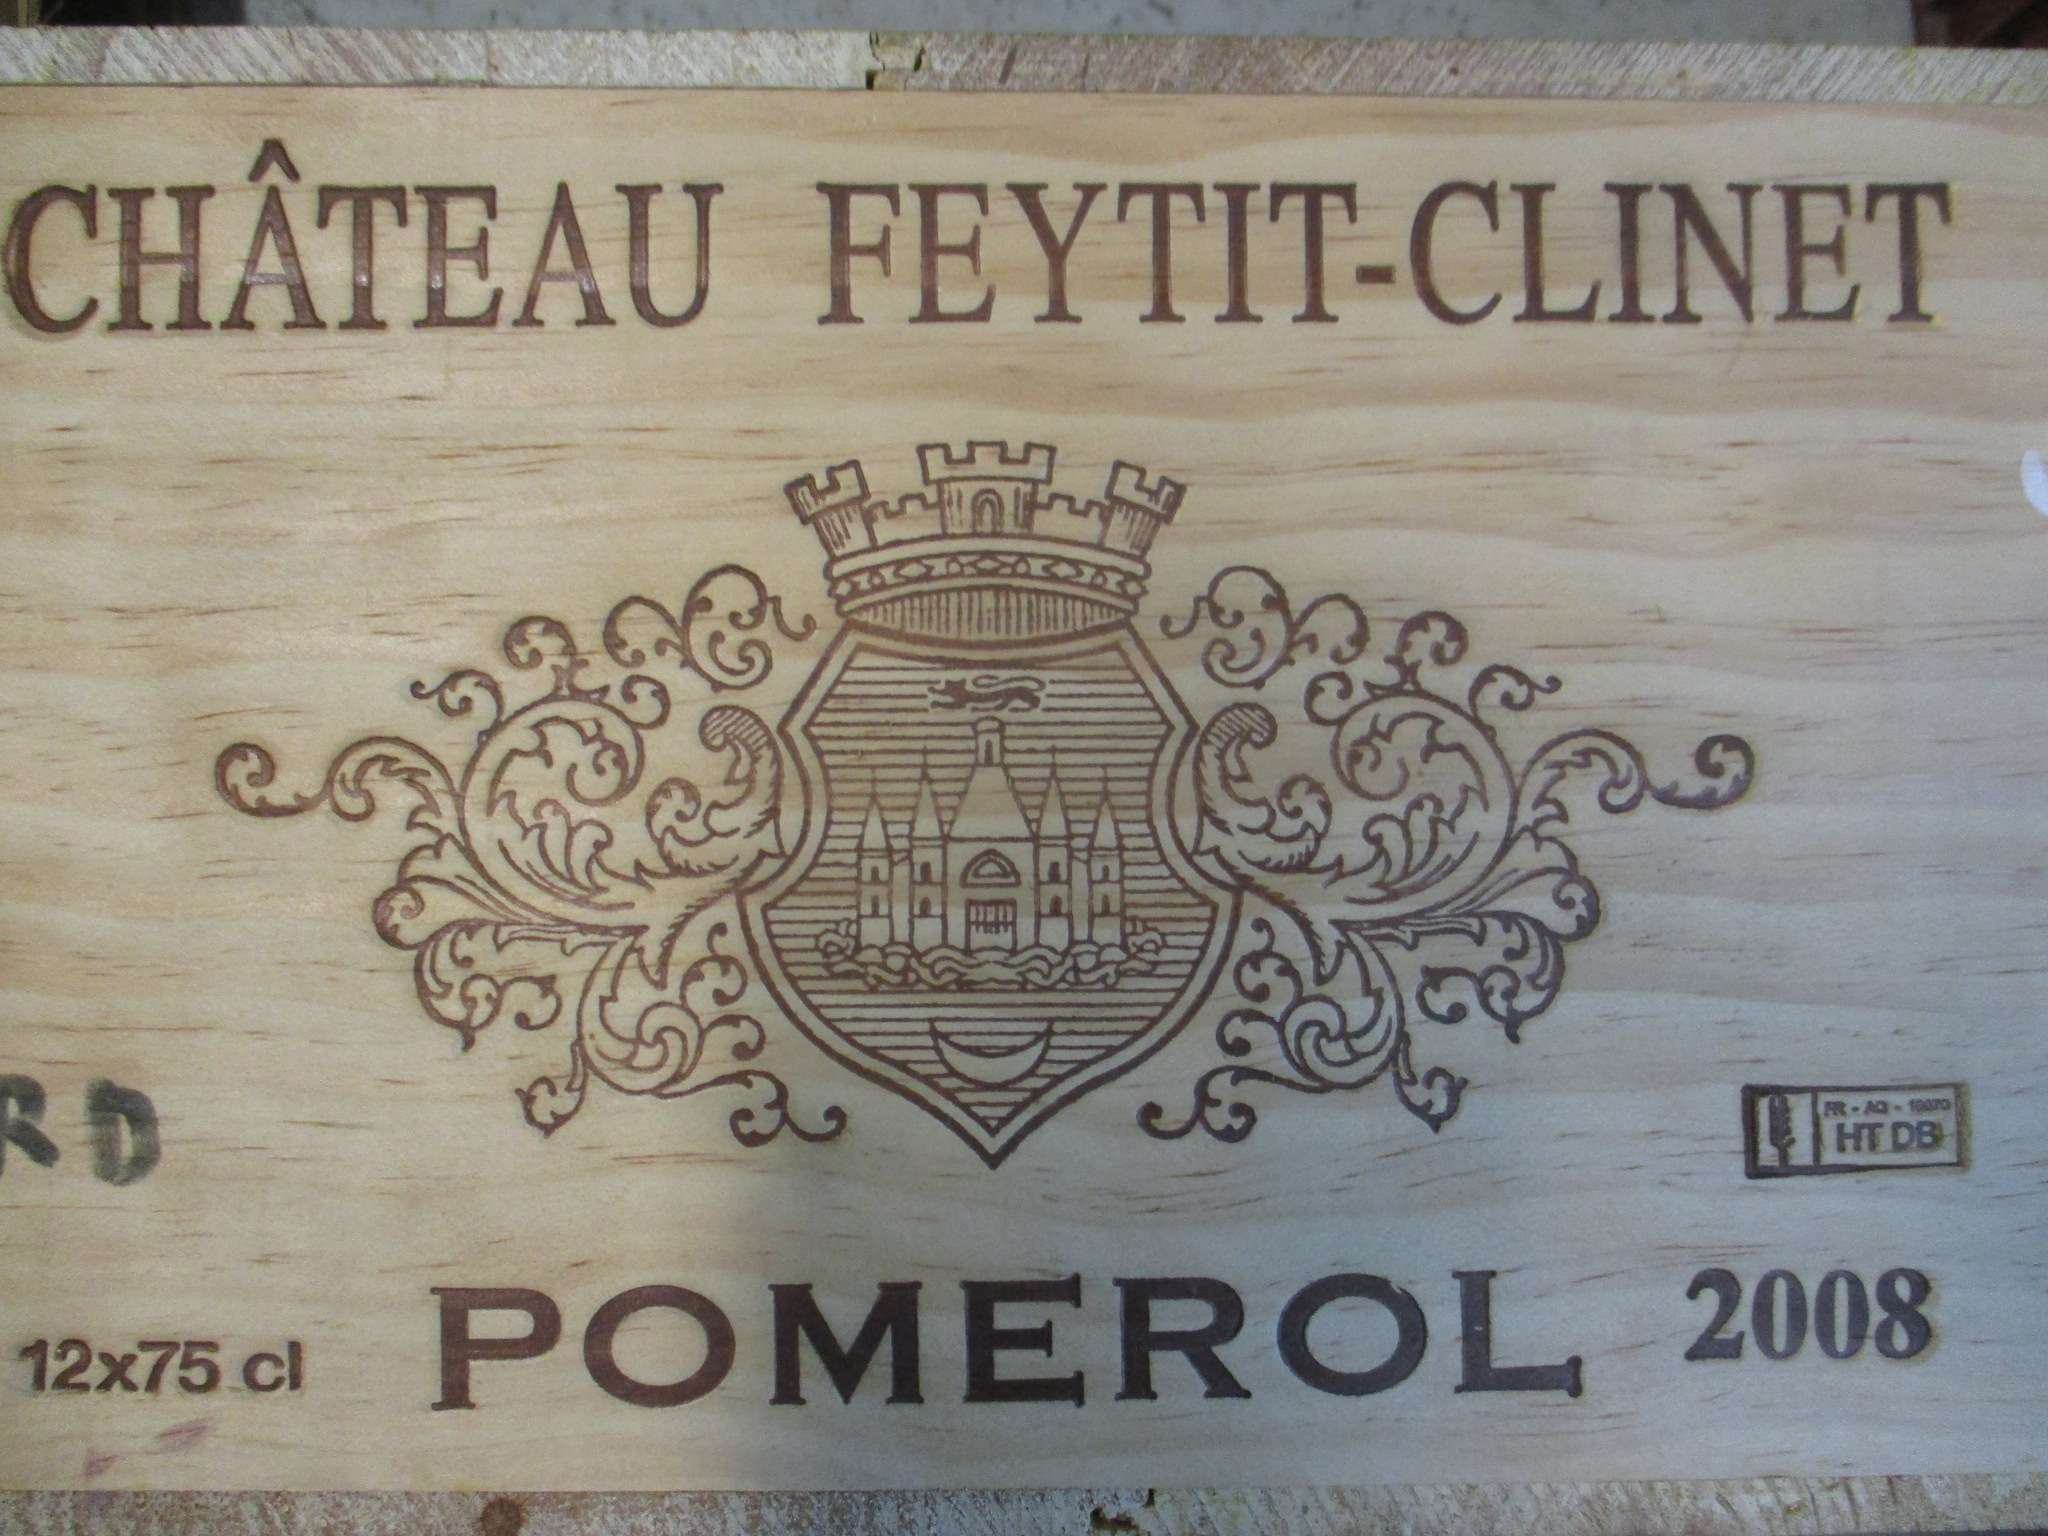 CHÂTEAU FEYTIT-CLINET
RD
HT DB
12x75 cl
POMEROL
2008